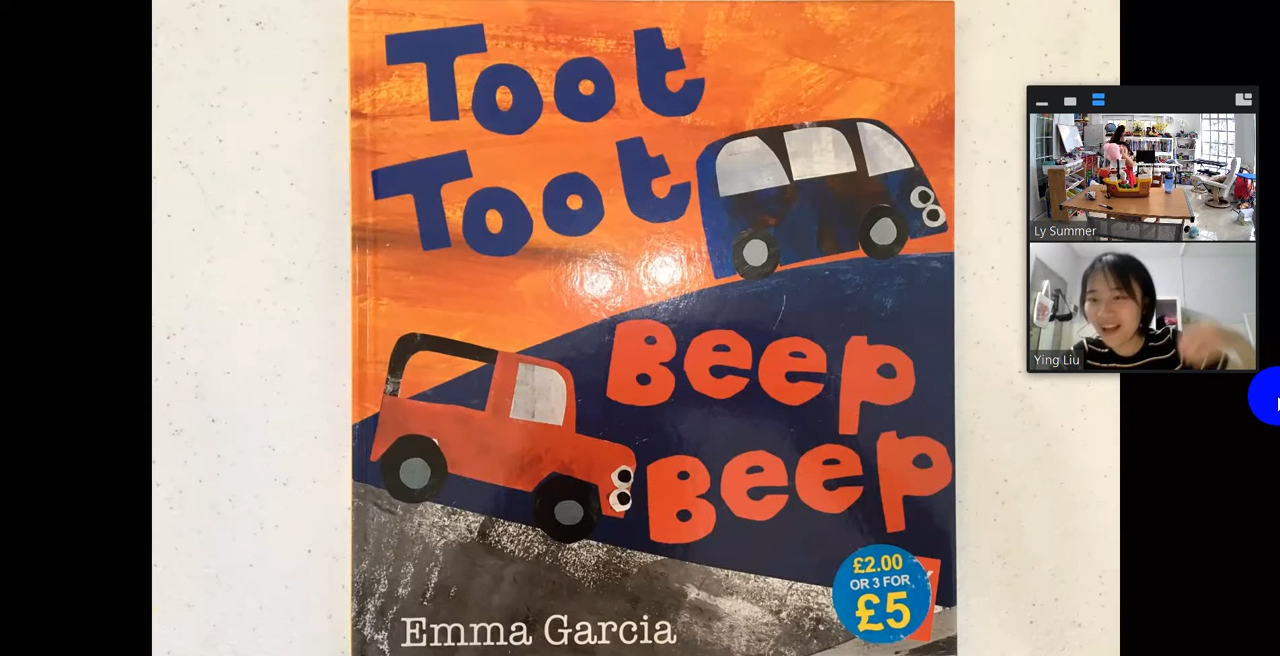 Toot
Toot
Beep
Beep
£2.00
OR 3 FOR
£5
Emma Garcia
Ly Summer
Ying Liu